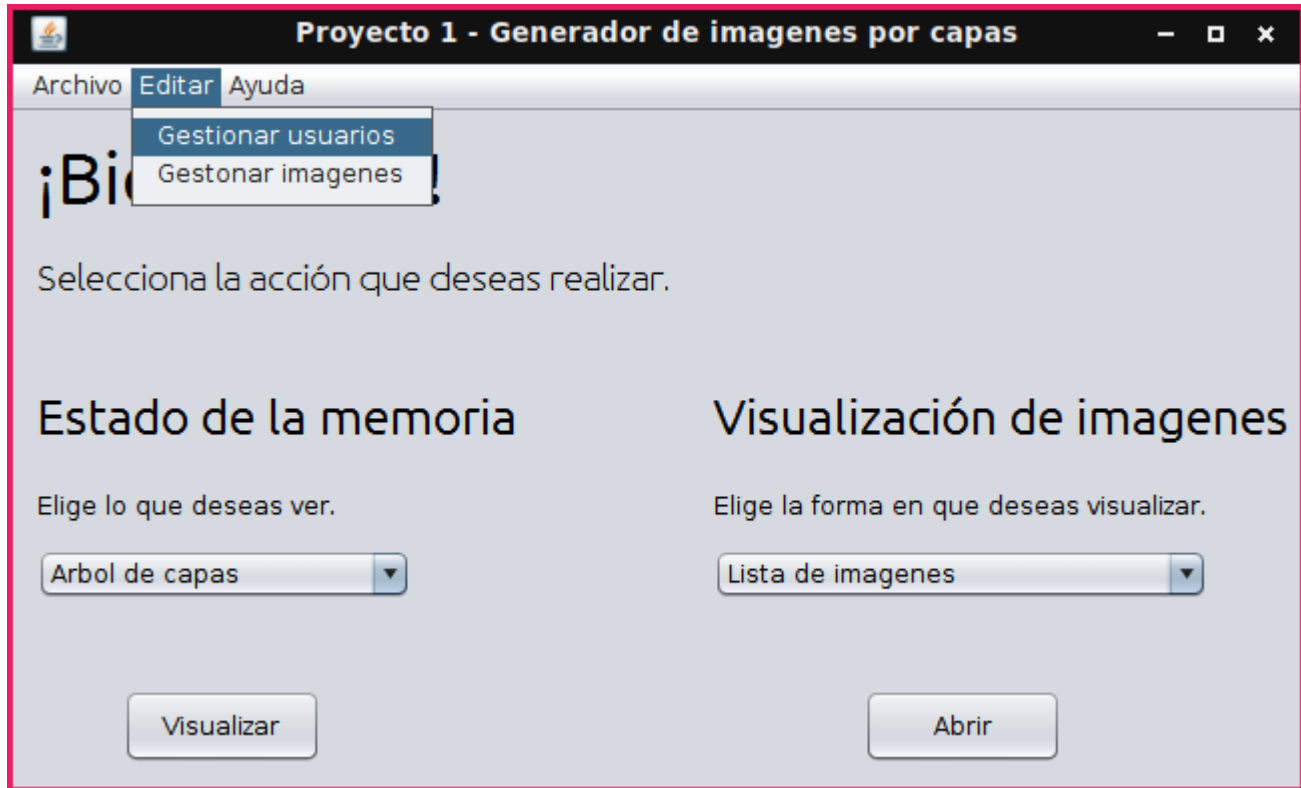 Proyecto 1 - Generador de imagenes por capas
Archivo Editar Ayuda
Gestionar usuarios
Gestonar imagenes
Selecciona la acción que deseas realizar.
Estado de la memoria
Visualización de imagenes
Elige lo que deseas ver.
Elige la forma en que deseas visualizar.
Arbol de capas
Lista de imagenes
Visualizar
Abrir